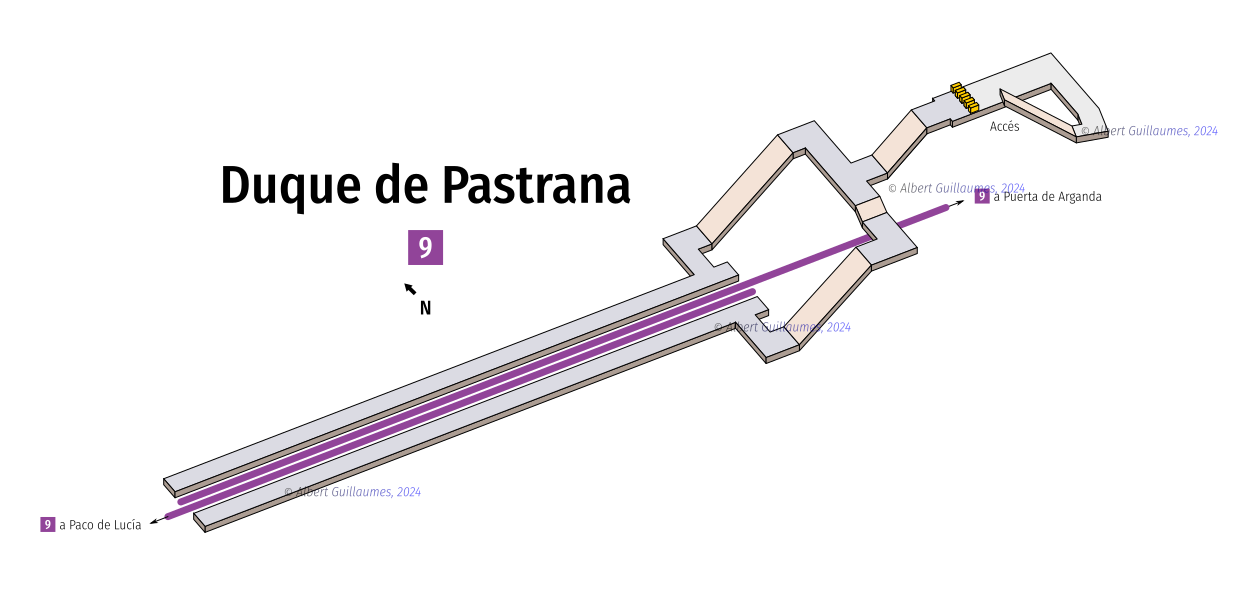 Accés
© Albert Guillaumes, 2024
Duque de Pastrana
© Albert Guillaumes, 2024
9 a Puerta de Arganda
9
N
© Albert Guillaumes, 2024
© Albert Guillaumes, 2024
9 a Paco de Lucía